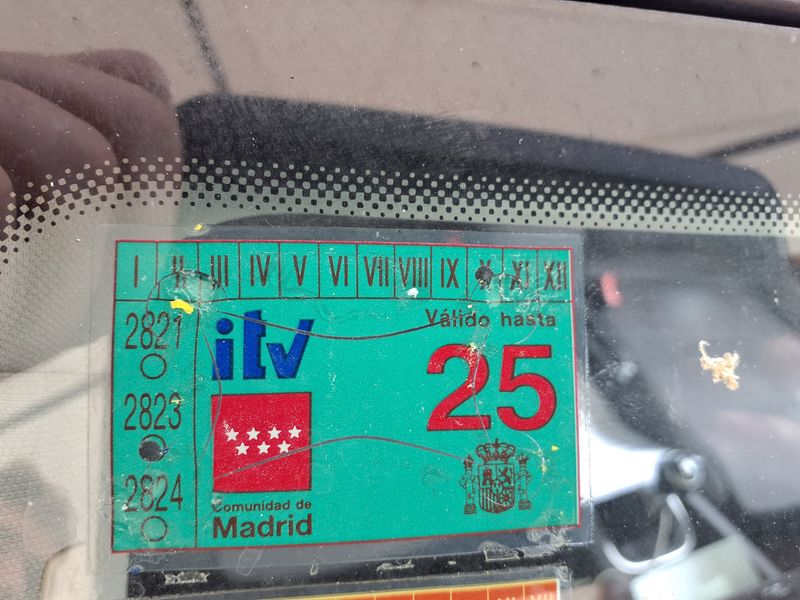 I II III IV V VI VII VIII IX X XI XII
2821
itv
Válido hasta
25
2823
2824
Comunidad de
Madrid